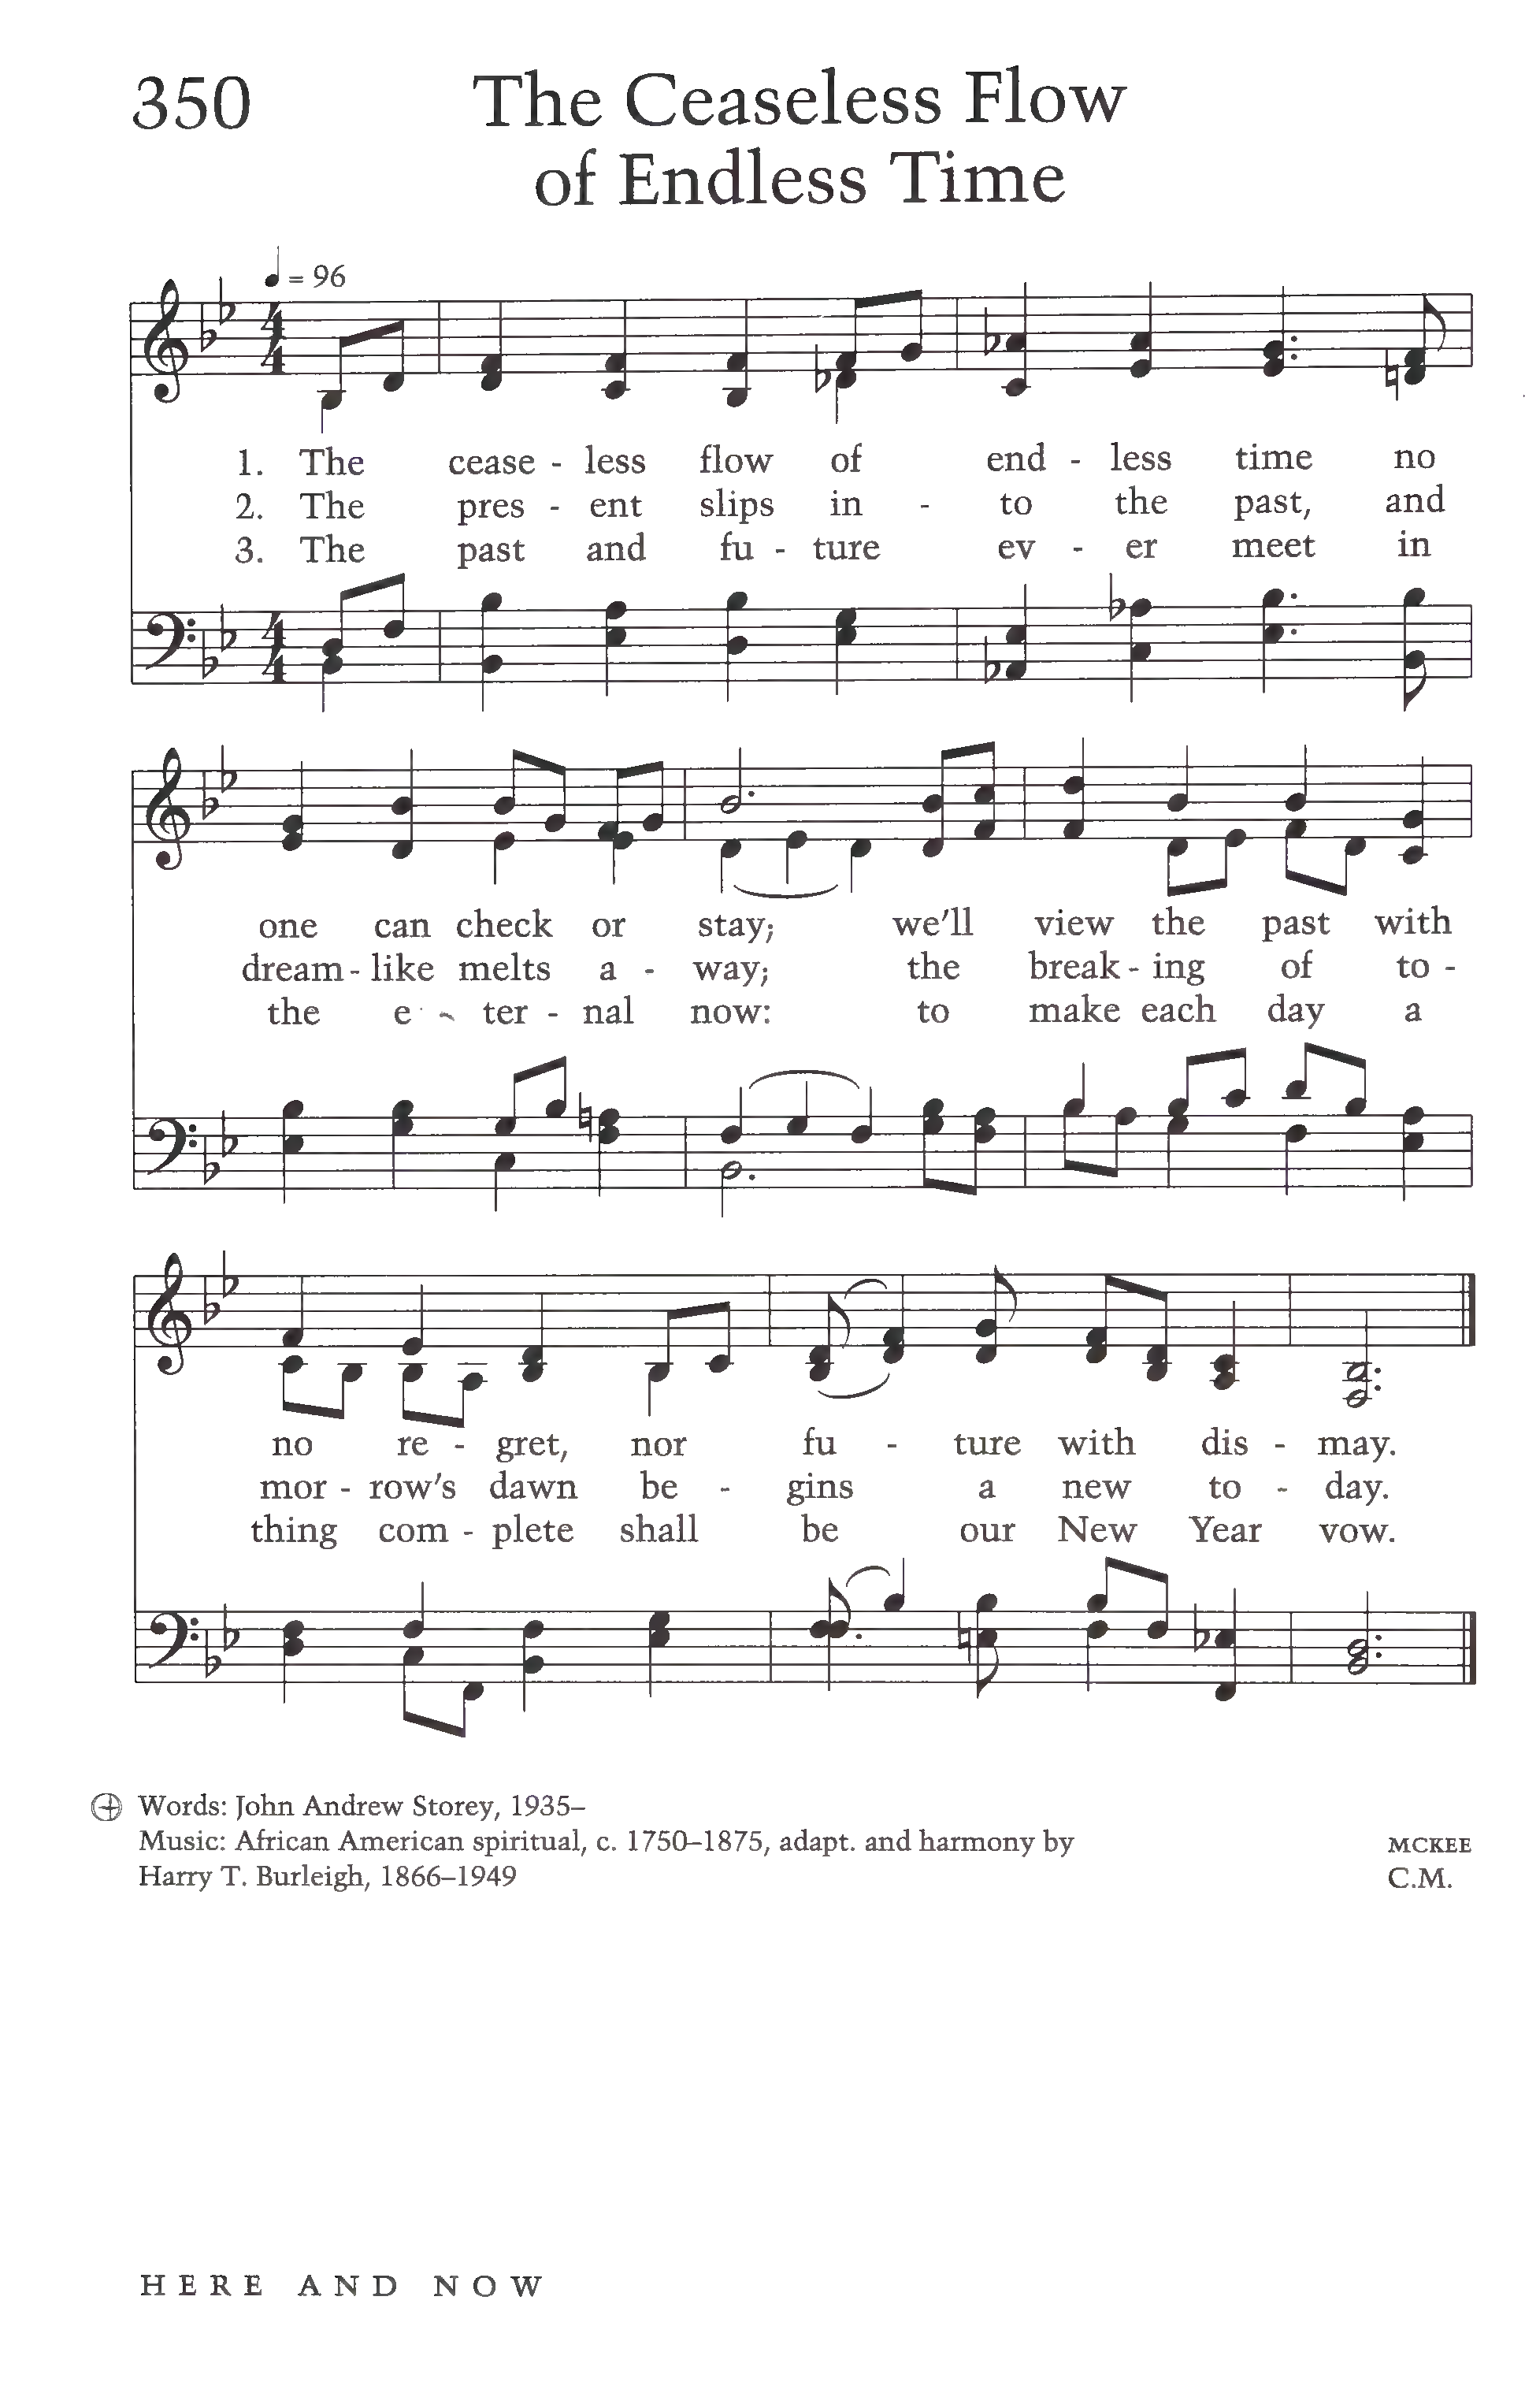 350
The Ceaseless Flow
of Endless Time
= 96
1. The cease - less flow of end - less time no
2. The pres - ent slips in - to the past, and
3. The past and fu - ture ev - er meet in
one can check or stay; we'll view the past with
dream - like melts a - way; the break - ing of to -
the e - ter - nal now: to make each day a
no re - gret, nor fu - ture with dis - may.
mor - row's dawn be - gins a new to - day.
thing com - plete shall be our New Year vow.
Words: John Andrew Storey, 1935–
Music: African American spiritual, c. 1750–1875, adapt. and harmony by
Harry T. Burleigh, 1866–1949
MCKEE
C.M.
HERE AND NOW